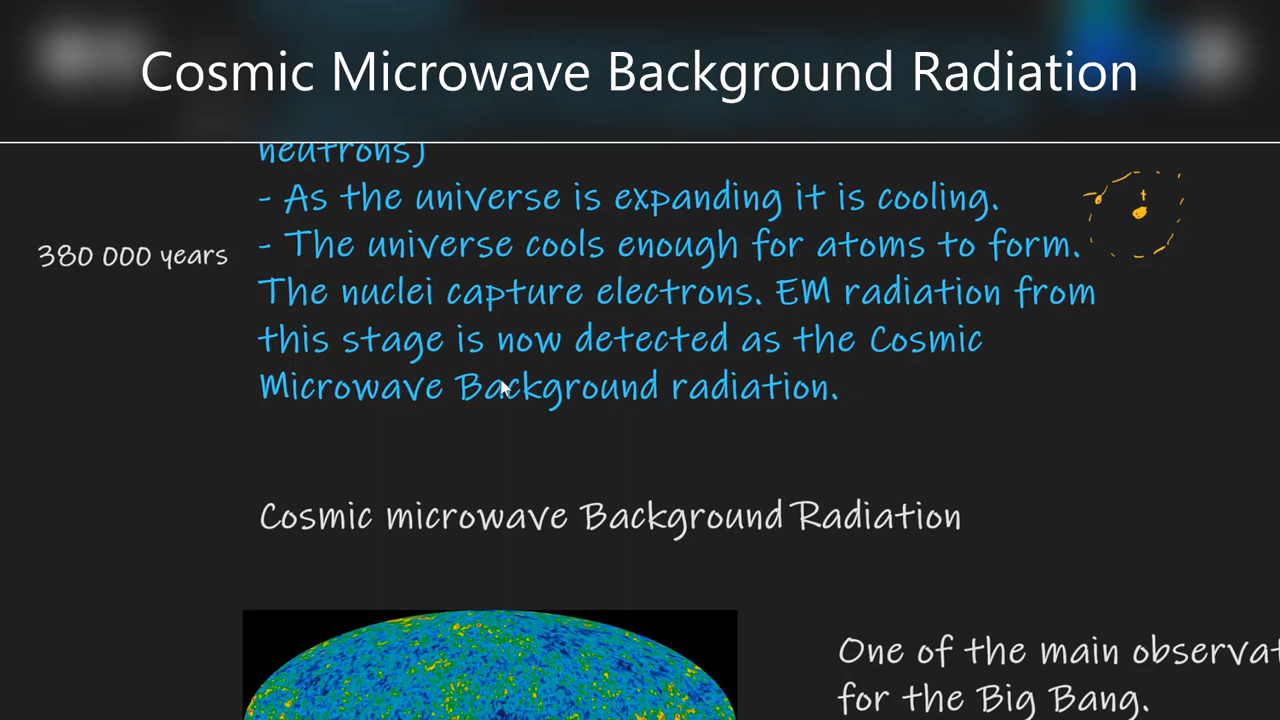 Cosmic Microwave Background Radiation
neutrons)
- As the universe is expanding it is cooling.
380 000 years
- The universe cools enough for atoms to form.
The nuclei capture electrons. EM radiation from
this stage is now detected as the Cosmic
Microwave Background radiation.
+
Cosmic microwave Background Radiation
One of the main observat
for the Big Bang.